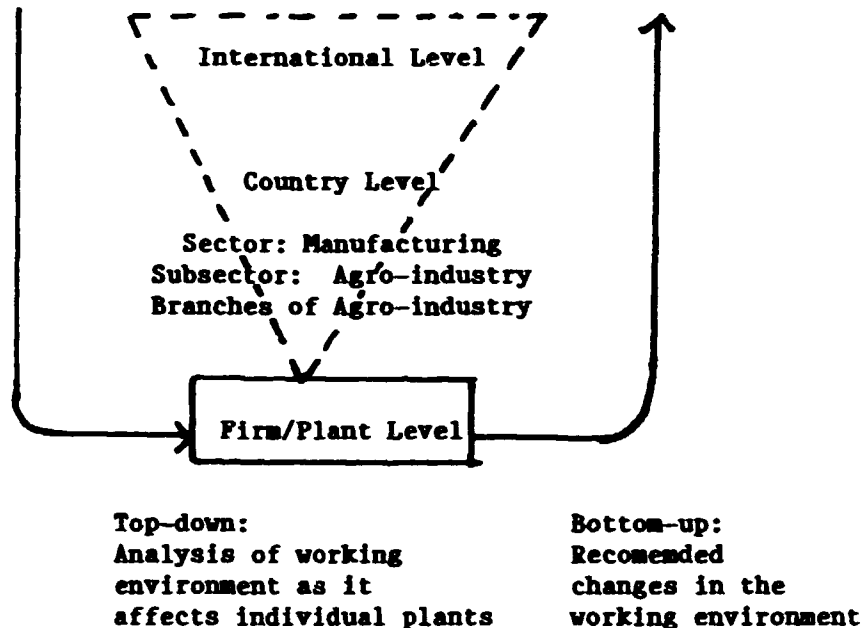 International Level
Country Level
Sector: Manufacturing
Subsector: Agro-industry
Branches of Agro-industry
Firm/Plant Level
Top-down:
Analysis of working
environment as it
affects individual plants
Bottom-up:
Recomemded
changes in the
working environment